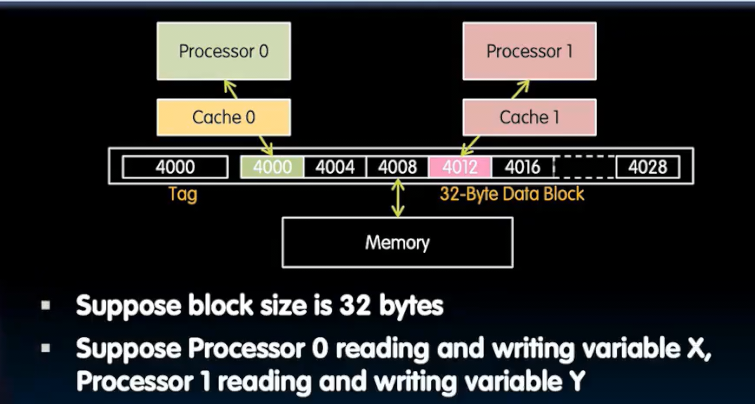 Processor 0 Processor 1
Cache 0 Cache 1
4000 4000 4004 4008 4012 4016 4028
Tag 32-Byte Data Block
Memory
▪ Suppose block size is 32 bytes
▪ Suppose Processor 0 reading and writing variable X,
Processor 1 reading and writing variable Y